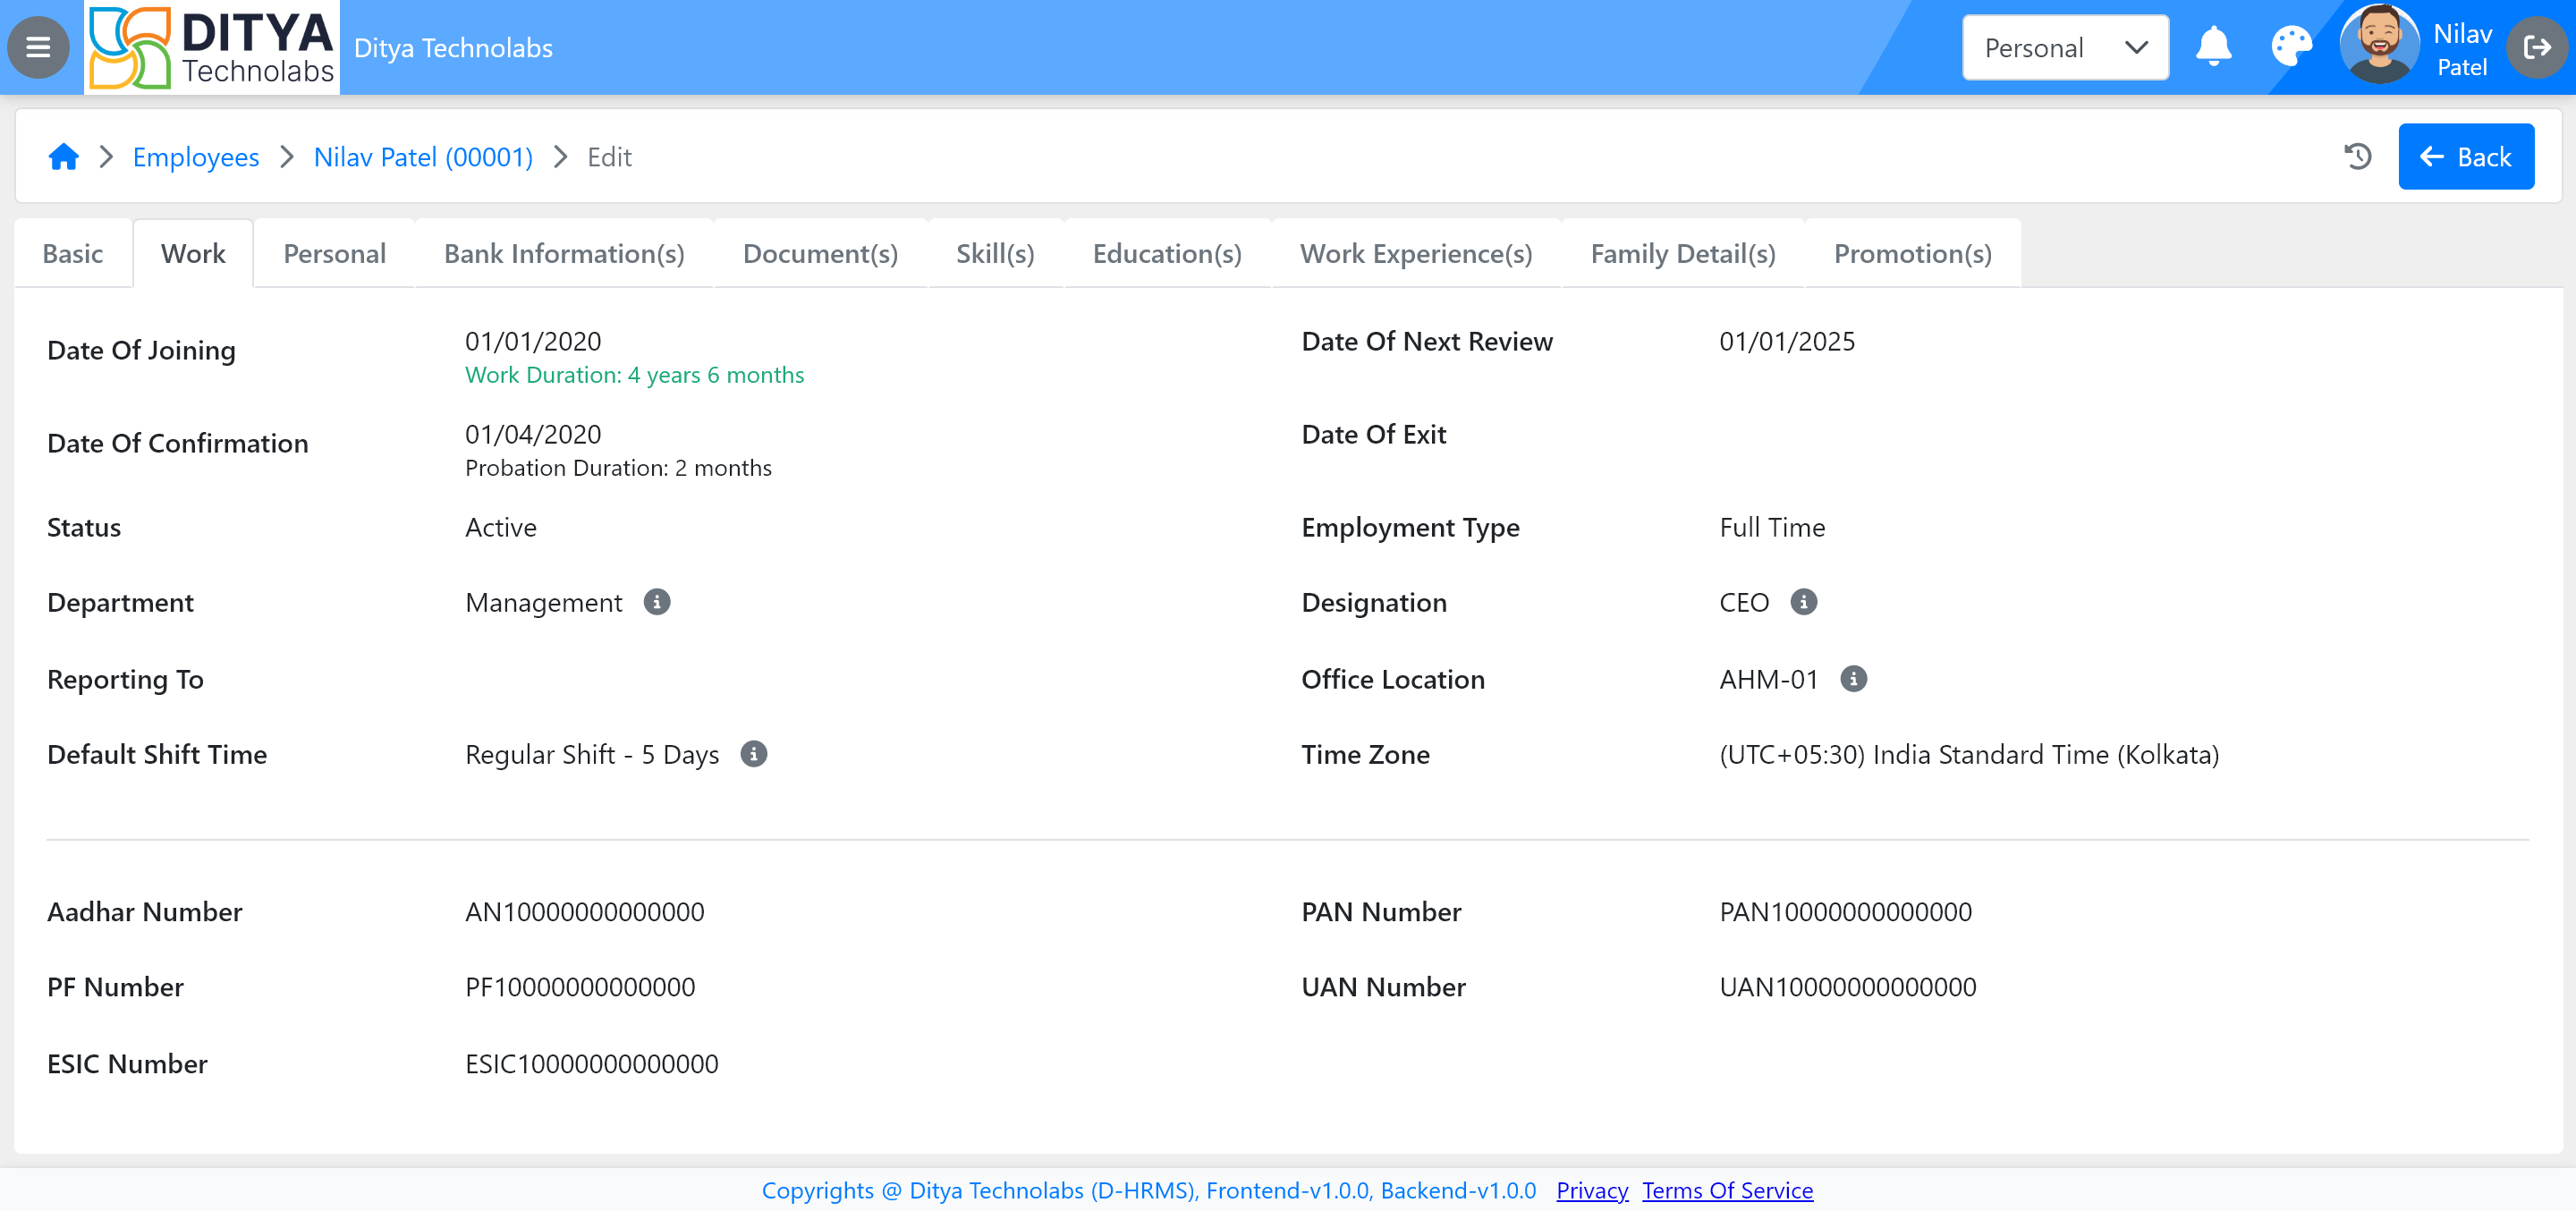 DITYA
Technolabs
Ditya Technolabs
Personal
Nilav
Patel
Employees
Nilav Patel (00001)
Edit
Back
Basic
Work
Personal
Bank Information(s)
Document(s)
Skill(s)
Education(s)
Work Experience(s)
Family Detail(s)
Promotion(s)
Date Of Joining
01/01/2020
Work Duration: 4 years 6 months
Date Of Next Review
01/01/2025
Date Of Confirmation
01/04/2020
Probation Duration: 2 months
Date Of Exit
Status
Active
Employment Type
Full Time
Department
Management
Designation
CEO
Reporting To
Office Location
AHM-01
Default Shift Time
Regular Shift - 5 Days
Time Zone
(UTC+05:30) India Standard Time (Kolkata)
Aadhar Number
AN10000000000000
PAN Number
PAN10000000000000
PF Number
PF10000000000000
UAN Number
UAN10000000000000
ESIC Number
ESIC10000000000000
Copyrights @ Ditya Technolabs (D-HRMS), Frontend-v1.0.0, Backend-v1.0.0 Privacy Terms Of Service